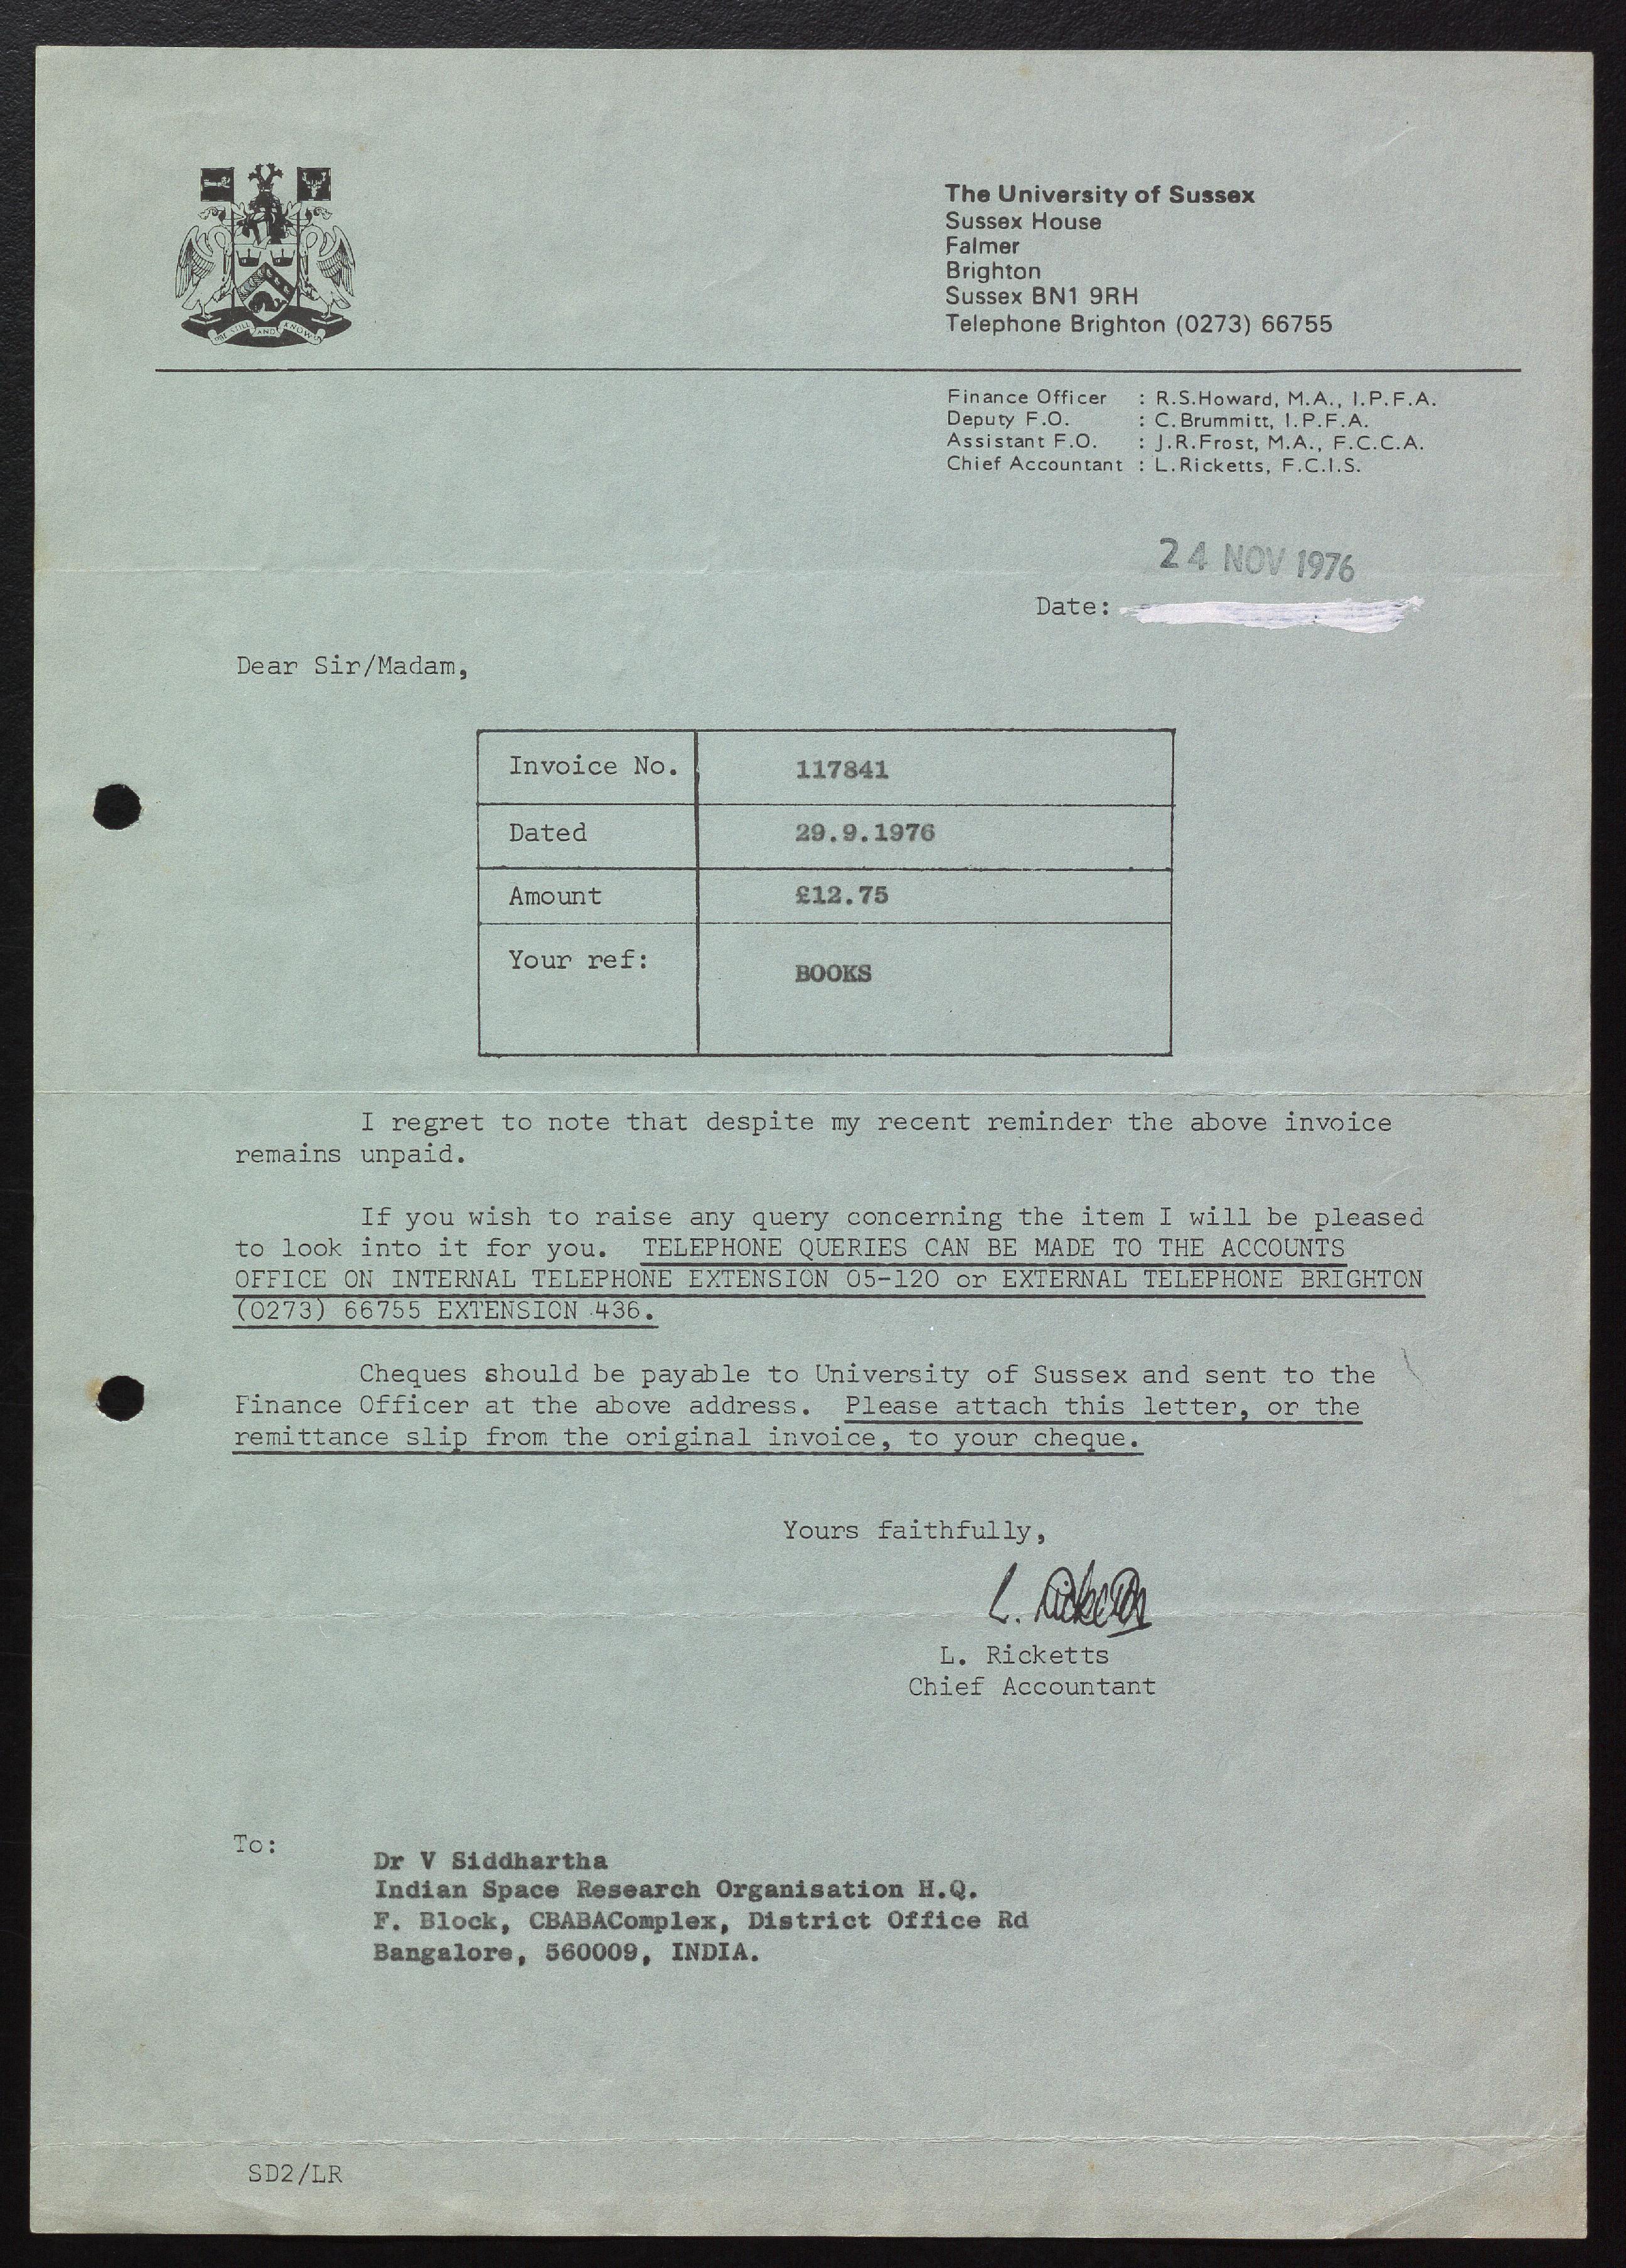 BE STILL AND KNOW
The University of Sussex
Sussex House
Falmer
Brighton
Sussex BN1 9RH
Telephone Brighton (0273) 66755
Finance Officer : R.S.Howard, M.A., I.P.F.A.
Deputy F.O. : C.Brummitt, I.P.F.A.
Assistant F.O. : J.R.Frost, M.A., F.C.C.A.
Chief Accountant : L.Ricketts, F.C.I.S.
24 NOV 1976
Date:
Dear Sir/Madam,
Invoice No. 117841
Dated 29.9.1976
Amount £12.75
Your ref: BOOKS
I regret to note that despite my recent reminder the above invoice
remains unpaid.
If you wish to raise any query concerning the item I will be pleased
to look into it for you. TELEPHONE QUERIES CAN BE MADE TO THE ACCOUNTS
OFFICE ON INTERNAL TELEPHONE EXTENSION 05-120 or EXTERNAL TELEPHONE BRIGHTON
(0273) 66755 EXTENSION 436.
Cheques should be payable to University of Sussex and sent to the
Finance Officer at the above address. Please attach this letter, or the
remittance slip from the original invoice, to your cheque.
Yours faithfully,
L. Ricketts
L. Ricketts
Chief Accountant
To:
Dr V Siddhartha
Indian Space Research Organisation H.Q.
F. Block, CBABAComplex, District Office Rd
Bangalore, 560009, INDIA.
SD2/LR